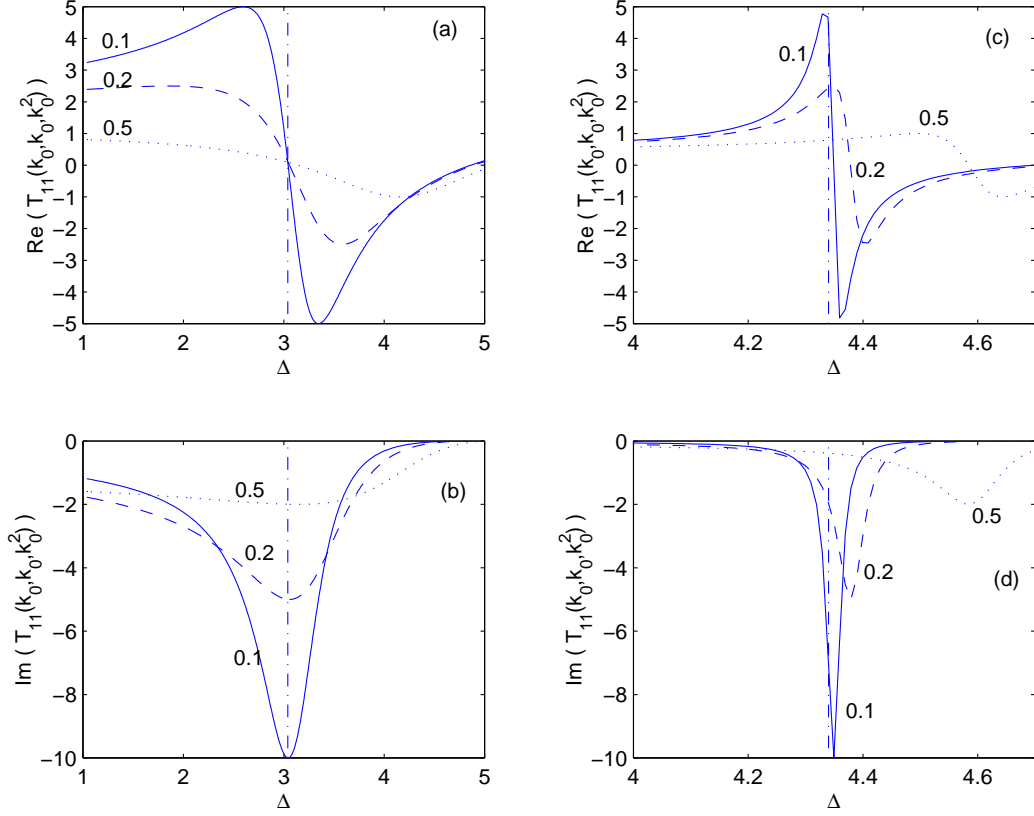 5
4
3
2
1
0
−1
−2
−3
−4
−5
Re ( T₁₁(k₀,k₀,k₀²) )
0.1
0.2
0.5
(a)
1 2 3 4 5
Δ
5
4
3
2
1
0
−1
−2
−3
−4
−5
Re ( T₁₁(k₀,k₀,k₀²) )
0.1
0.5
0.2
(c)
4 4.2 4.4 4.6
Δ
0
−2
−4
−6
−8
−10
Im ( T₁₁(k₀,k₀,k₀²) )
0.5
0.2
0.1
(b)
1 2 3 4 5
Δ
0
−2
−4
−6
−8
−10
Im ( T₁₁(k₀,k₀,k₀²) )
0.5
0.2
0.1
(d)
4 4.2 4.4 4.6
Δ